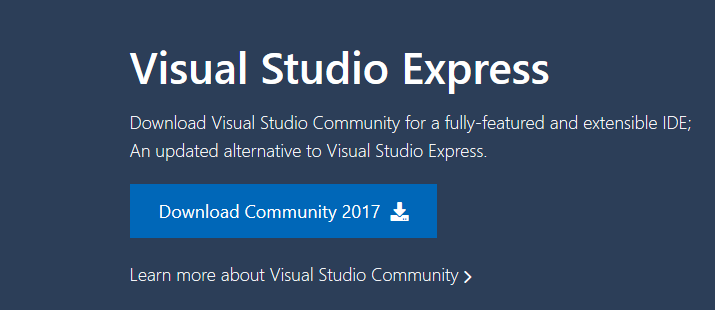 Visual Studio Express
Download Visual Studio Community for a fully-featured and extensible IDE;
An updated alternative to Visual Studio Express.
Download Community 2017
Learn more about Visual Studio Community